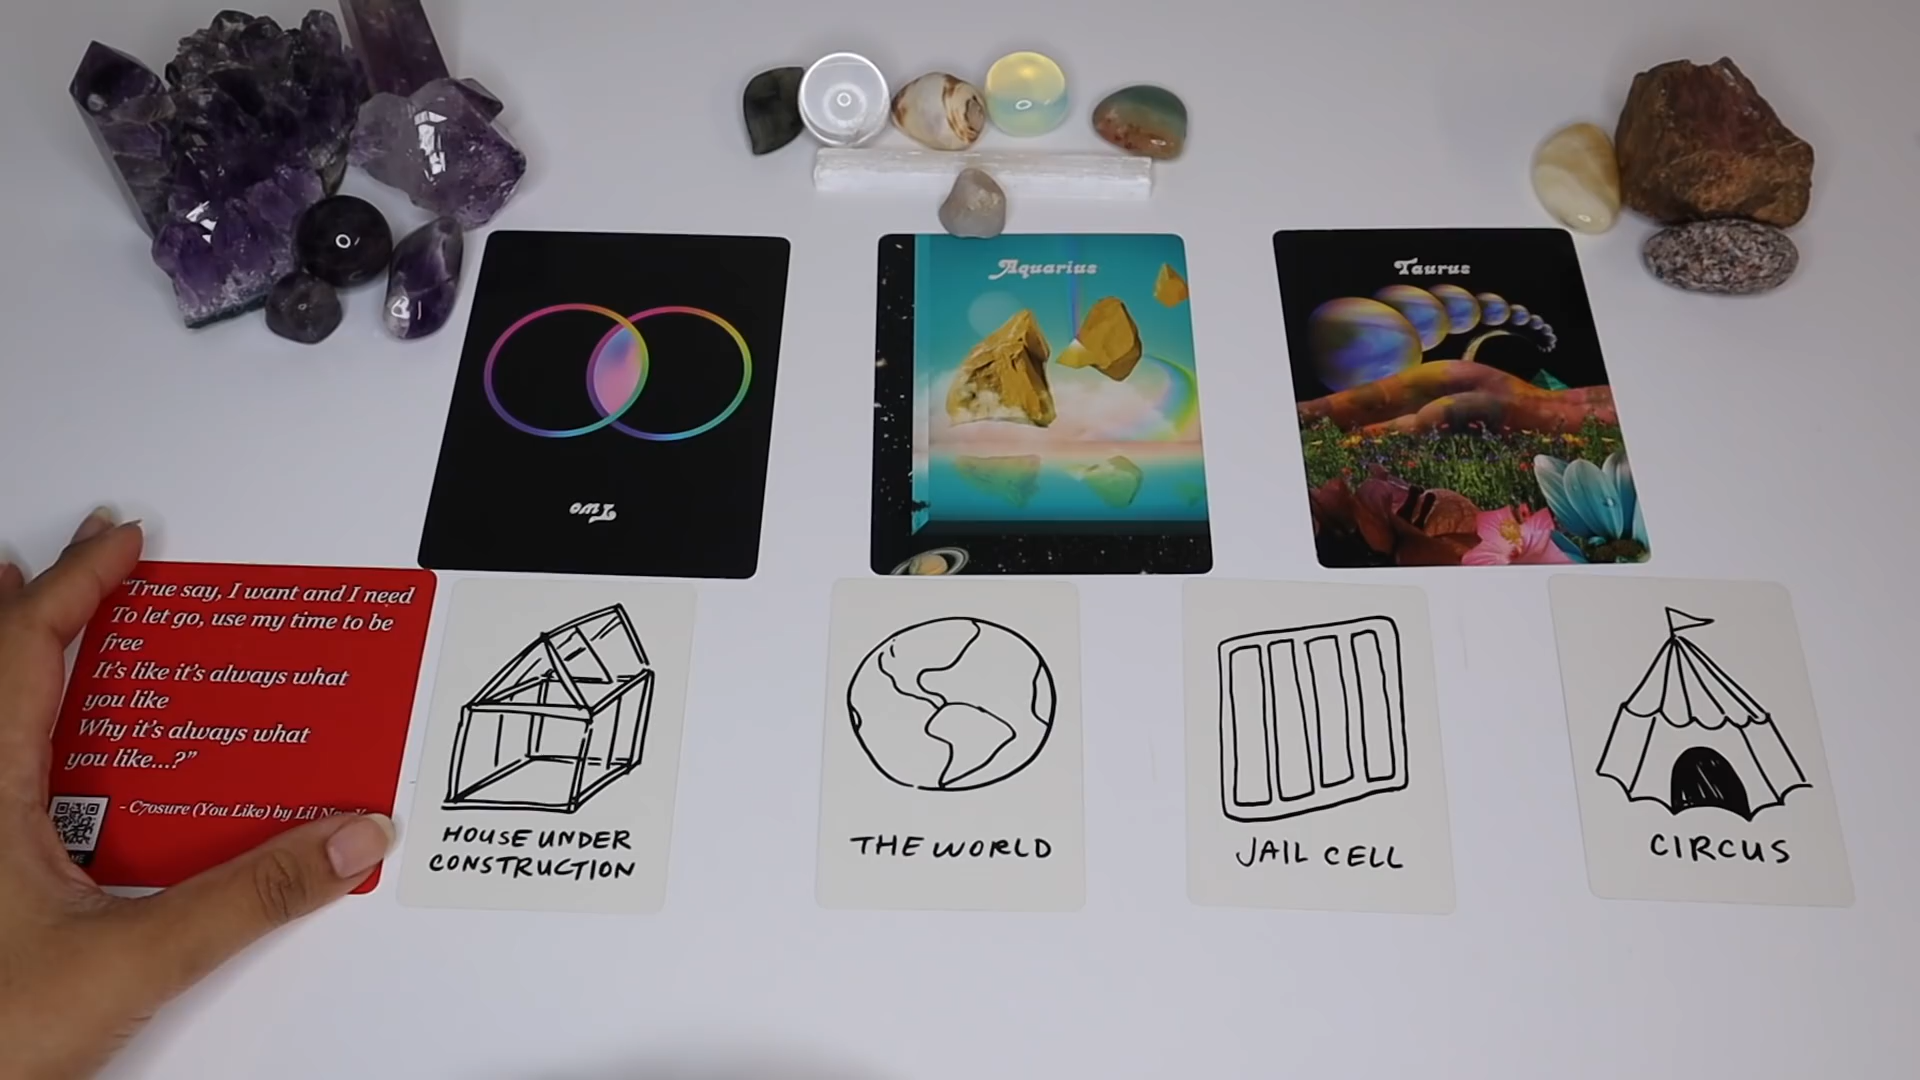 Aquarius
Taurus
Two
"True say, I want and I need
To let go, use my time to be
free
It's like it's always what
you like
Why it's always what
you like...?"
- C7osure (You Like) by Lil
ME
HOUSE UNDER
CONSTRUCTION
THE WORLD
JAIL CELL
CIRCUS